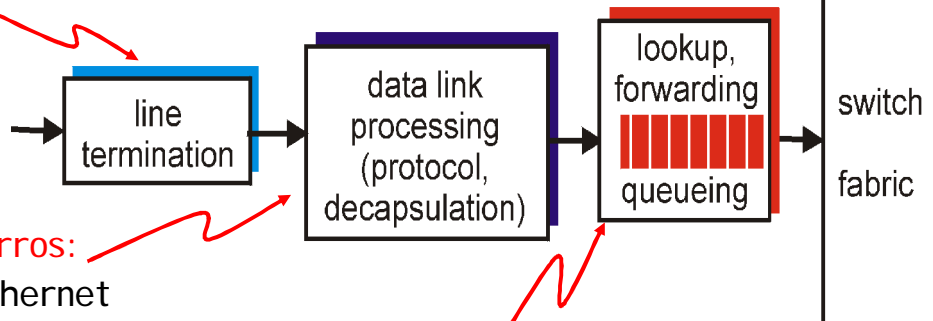 line
termination
data link
processing
(protocol,
decapsulation)
lookup,
forwarding
queueing
switch
fabric
rros:
hernet